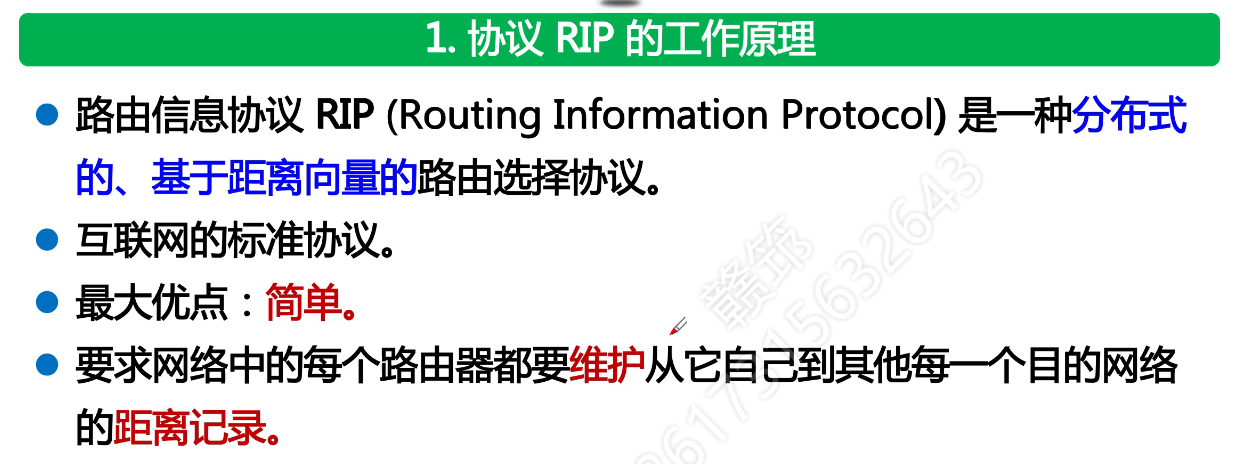 1. 协议 RIP 的工作原理
路由信息协议 RIP (Routing Information Protocol) 是一种分布式
的、基于距离向量的路由选择协议。
互联网的标准协议。
最大优点：简单。
要求网络中的每个路由器都要维护从它自己到其他每一个目的网络
的距离记录。
赣筇
8617315632643